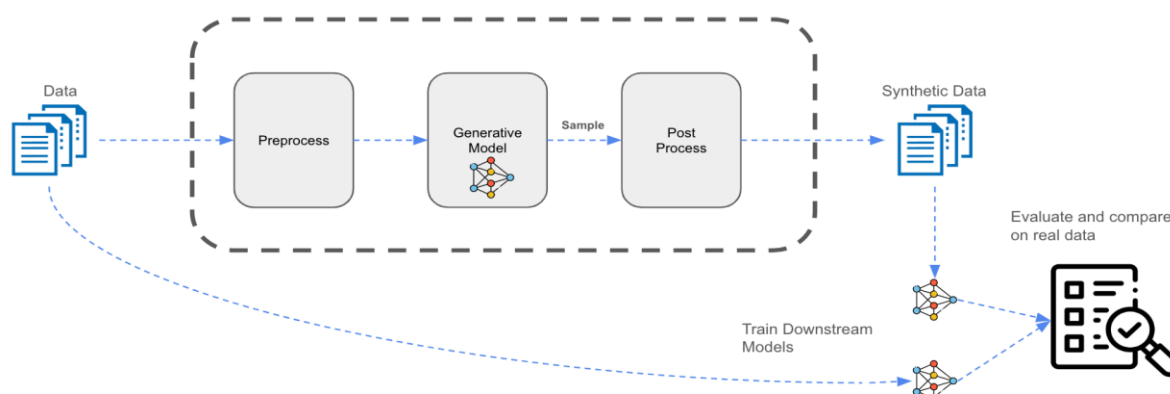 Data
Preprocess
Generative
Model
Sample
Post
Process
Synthetic Data
Evaluate and compare
on real data
Train Downstream
Models